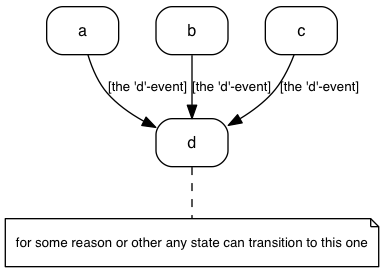 a
b
c
[the 'd'-event]
[the 'd'-event]
[the 'd'-event]
d
for some reason or other any state can transition to this one